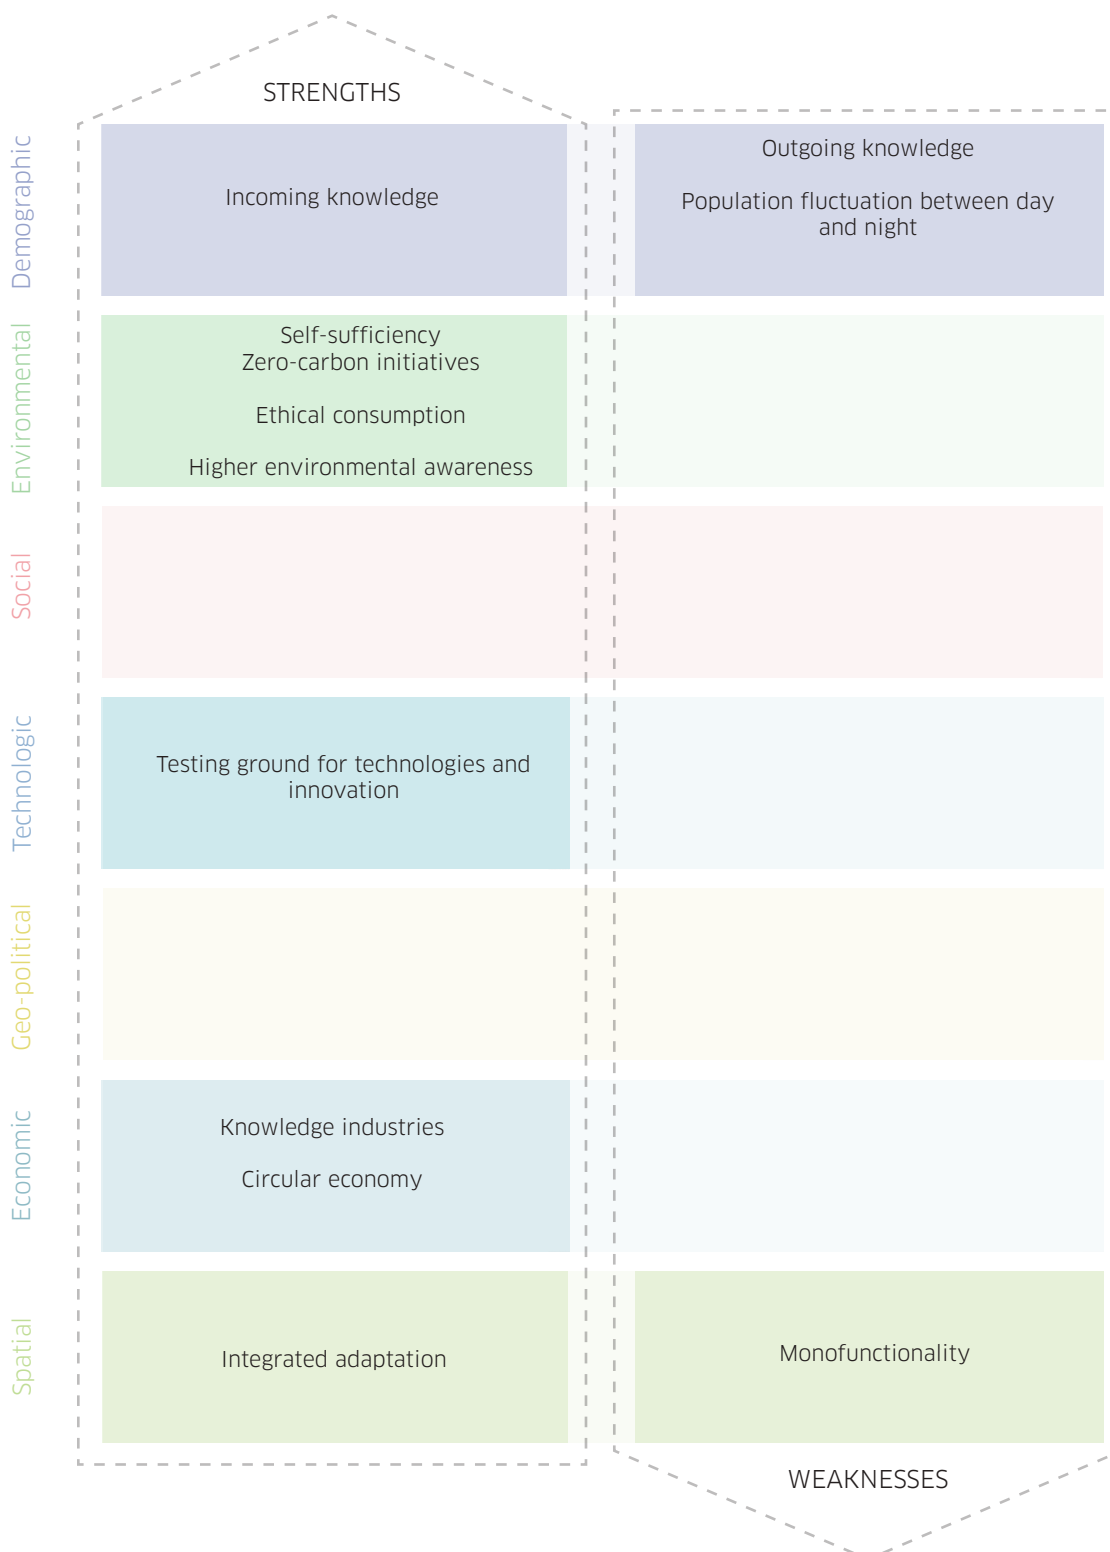 STRENGTHS
Demographic
Incoming knowledge
Outgoing knowledge
Population fluctuation between day
and night
Environmental
Self-sufficiency
Zero-carbon initiatives
Ethical consumption
Higher environmental awareness
Social
Technologic
Testing ground for technologies and
innovation
Geo-political
Economic
Knowledge industries
Circular economy
Spatial
Integrated adaptation
Monofunctionality
WEAKNESSES